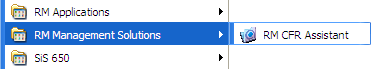 RM Applications
RM Management Solutions
RM CFR Assistant
SiS 650